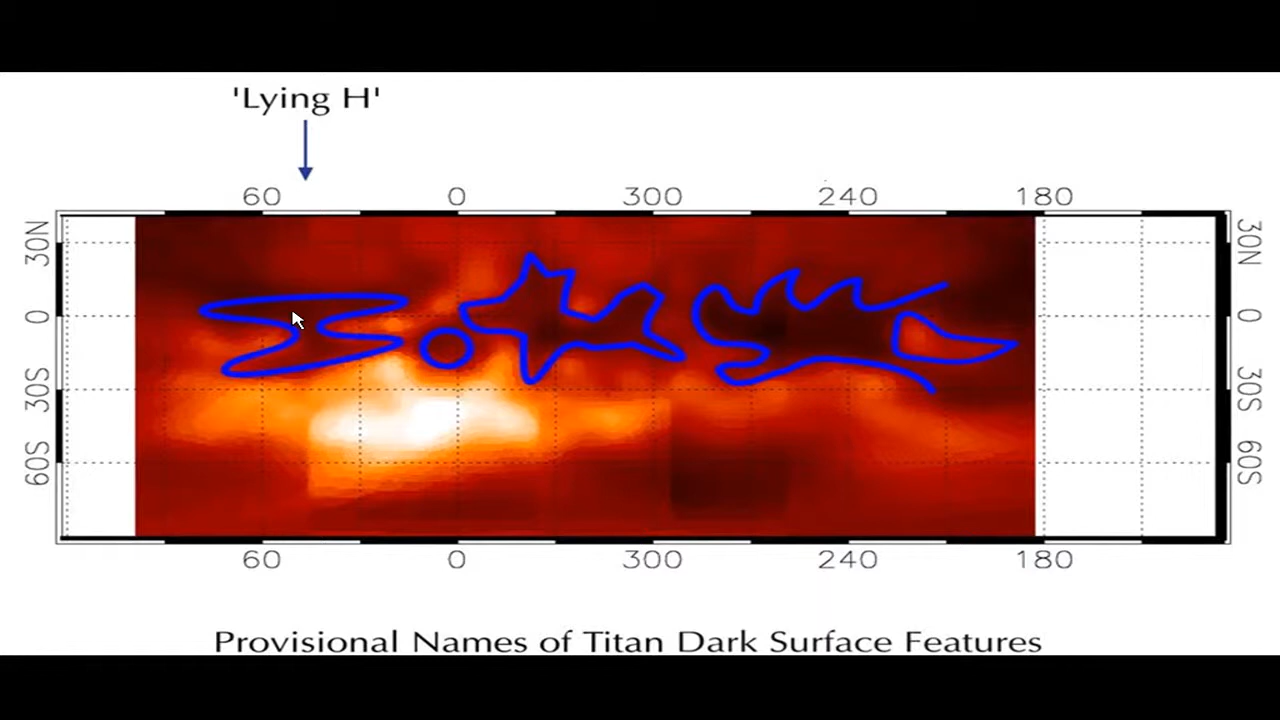 'Lying H'
60 0 300 240 180
30N 30N
0 0
30S 30S
60S 60S
60 0 300 240 180
Provisional Names of Titan Dark Surface Features